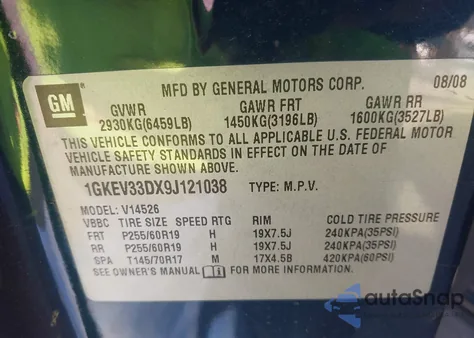 GM
MFD BY GENERAL MOTORS CORP. 08/08
GVWR GAWR FRT GAWR RR
2930KG(6459LB) 1450KG(3196LB) 1600KG(3527LB)
THIS VEHICLE CONFORMS TO ALL APPLICABLE U.S. FEDERAL MOTOR
VEHICLE SAFETY STANDARDS IN EFFECT ON THE DATE OF
MANUFACTURE SHOWN ABOVE.
1GKEV33DX9J121038 TYPE: M.P.V.
MODEL: V14526
VBBC TIRE SIZE SPEED RTG RIM COLD TIRE PRESSURE
FRT P255/60R19 H 19X7.5J 240KPA(35PSI)
RR P255/60R19 H 19X7.5J 240KPA(35PSI)
SPA T145/70R17 M 17X4.5B 420KPA(60PSI)
SEE OWNER'S MANUAL FOR MORE INFORMATION.
autoSnap